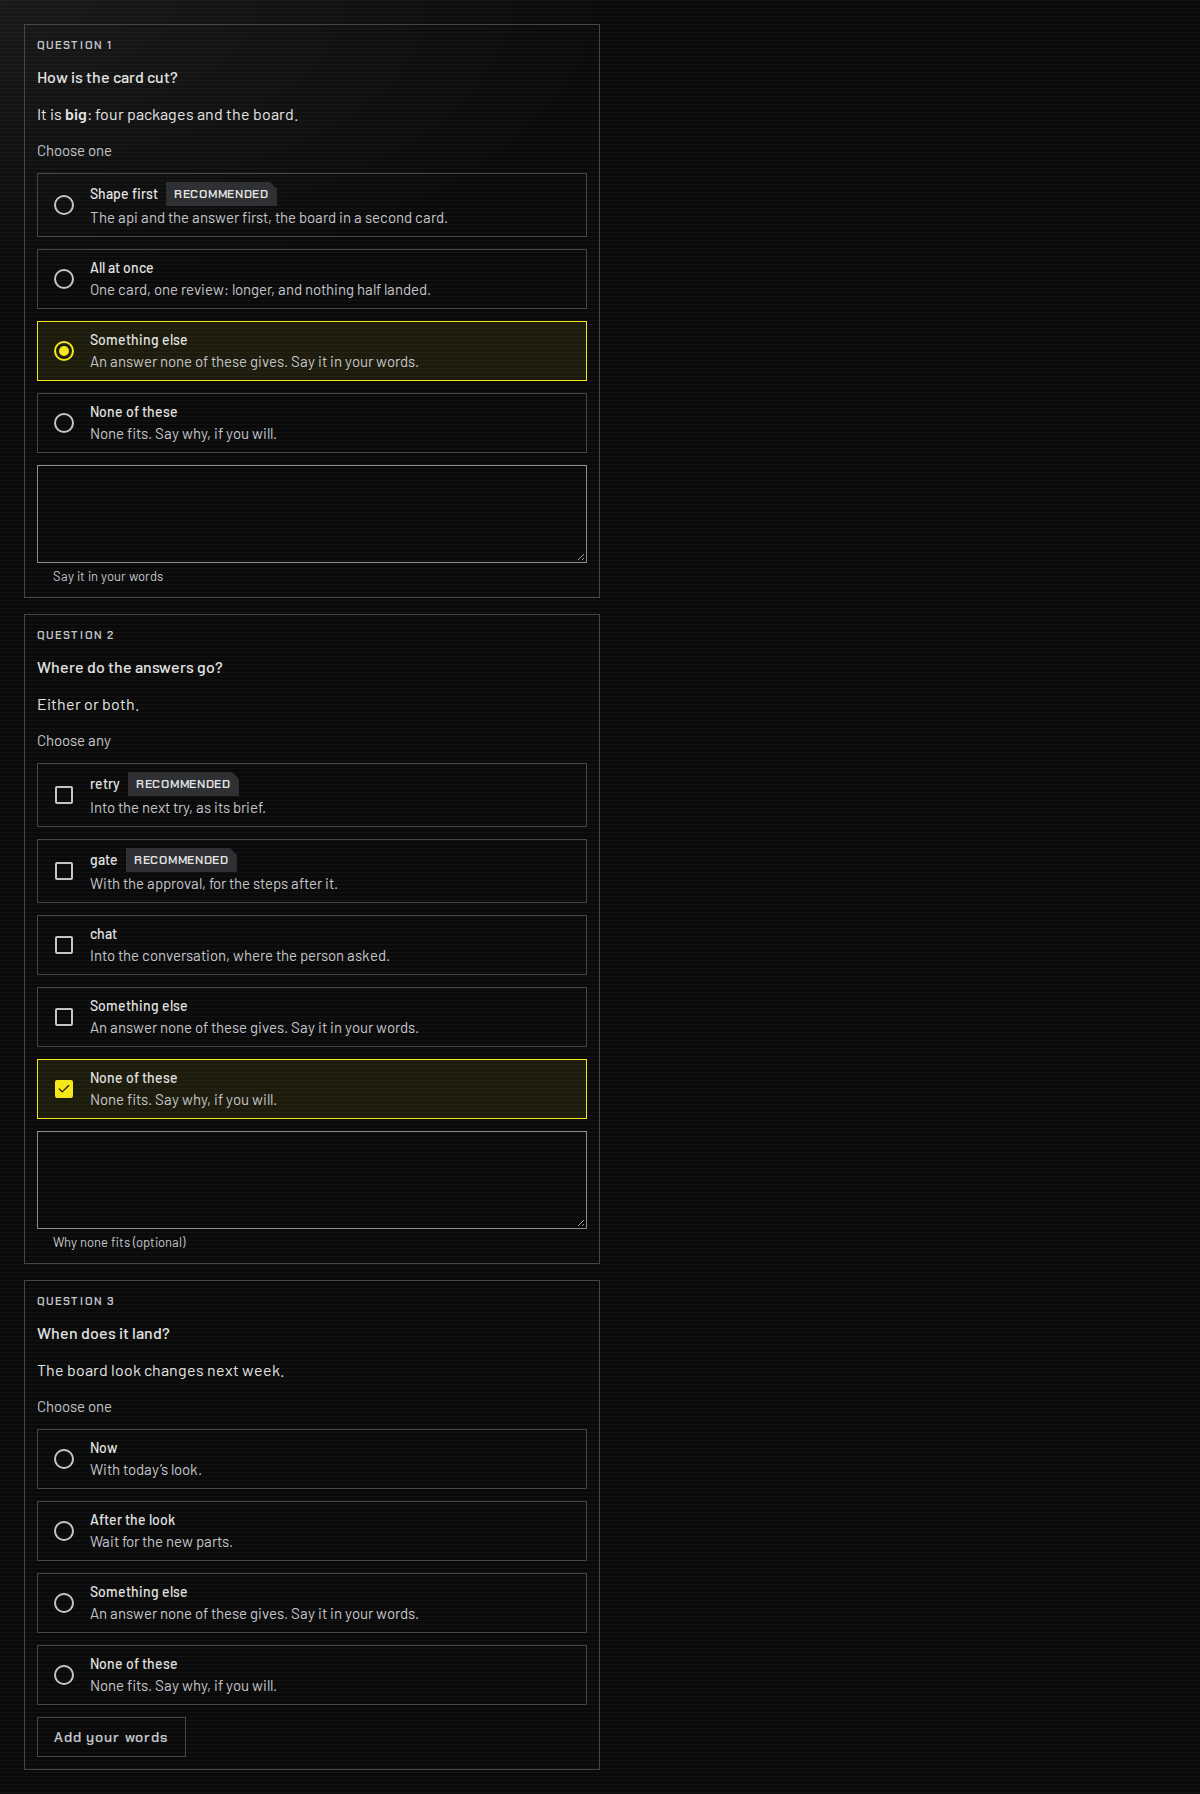 QUESTION 1
How is the card cut?
It is big: four packages and the board.
Choose one
Shape first RECOMMENDED
The api and the answer first, the board in a second card.
All at once
One card, one review: longer, and nothing half landed.
Something else
An answer none of these gives. Say it in your words.
None of these
None fits. Say why, if you will.
Say it in your words
QUESTION 2
Where do the answers go?
Either or both.
Choose any
retry RECOMMENDED
Into the next try, as its brief.
gate RECOMMENDED
With the approval, for the steps after it.
chat
Into the conversation, where the person asked.
Something else
An answer none of these gives. Say it in your words.
None of these
None fits. Say why, if you will.
Why none fits (optional)
QUESTION 3
When does it land?
The board look changes next week.
Choose one
Now
With today's look.
After the look
Wait for the new parts.
Something else
An answer none of these gives. Say it in your words.
None of these
None fits. Say why, if you will.
Add your words